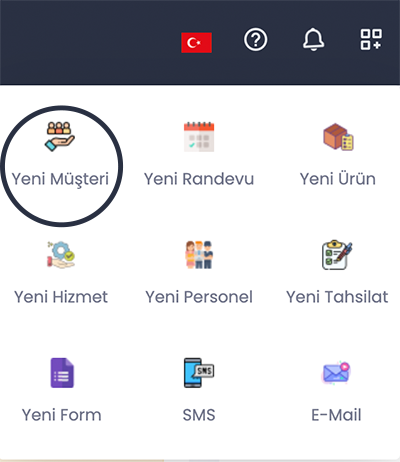 Yeni Müşteri
Yeni Randevu
Yeni Ürün
Yeni Hizmet
Yeni Personel
Yeni Tahsilat
SMS
Yeni Form
SMS
E-Mail